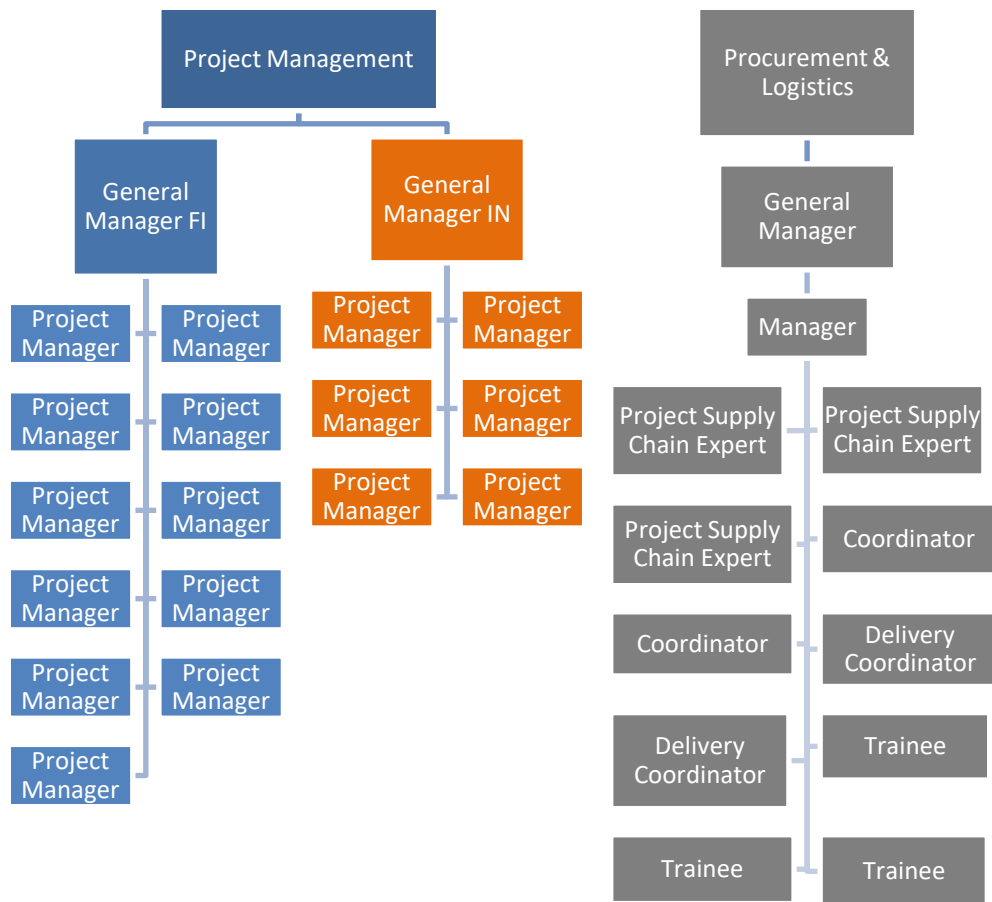 Project Management
General
Manager FI
Project
Manager
Project
Manager
Project
Manager
Project
Manager
Project
Manager
Project
Manager
Project
Manager
Project
Manager
Project
Manager
Project
Manager
Project
Manager
General
Manager IN
Project
Manager
Project
Manager
Project
Manager
Projcet
Manager
Project
Manager
Project
Manager
Procurement &
Logistics
General
Manager
Manager
Project Supply
Chain Expert
Project Supply
Chain Expert
Project Supply
Chain Expert
Coordinator
Coordinator
Delivery
Coordinator
Delivery
Coordinator
Trainee
Trainee
Trainee